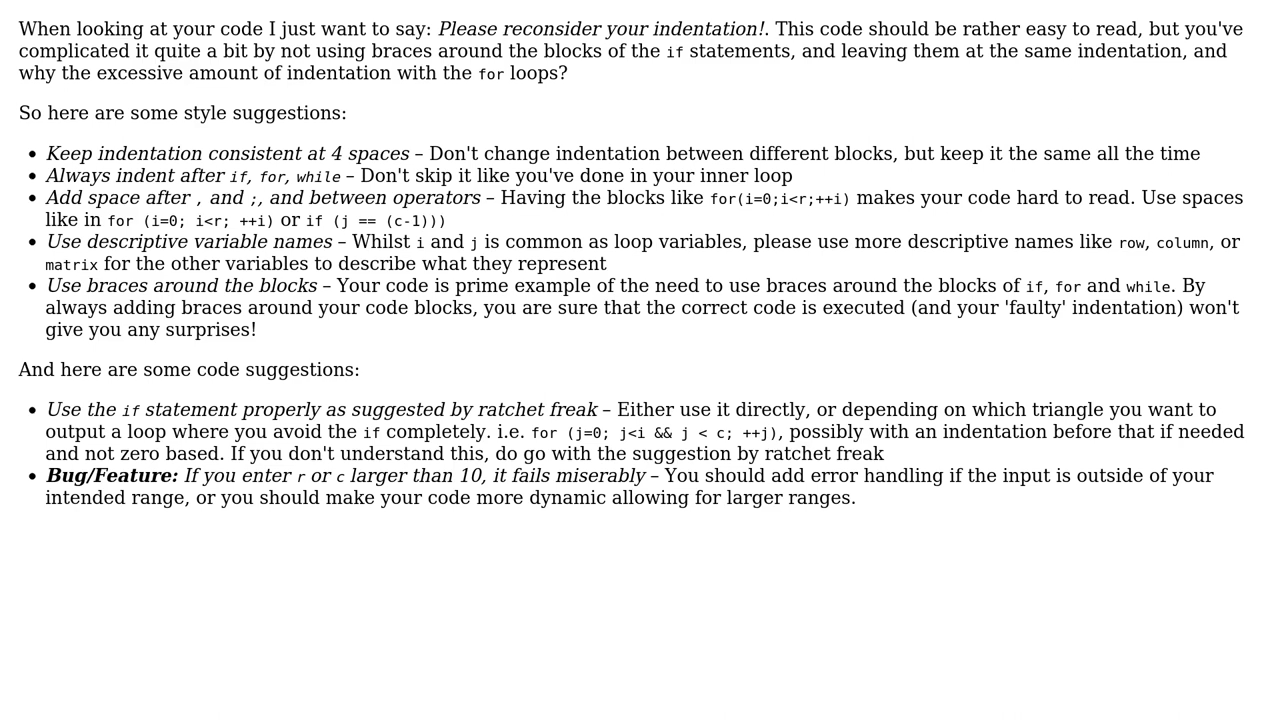 When looking at your code I just want to say: Please reconsider your indentation!. This code should be rather easy to read, but you've
complicated it quite a bit by not using braces around the blocks of the if statements, and leaving them at the same indentation, and
why the excessive amount of indentation with the for loops?
So here are some style suggestions:
• Keep indentation consistent at 4 spaces – Don't change indentation between different blocks, but keep it the same all the time
• Always indent after if, for, while – Don't skip it like you've done in your inner loop
• Add space after , and ;, and between operators – Having the blocks like for(i=0;i<r;++i) makes your code hard to read. Use spaces
like in for (i=0; i<r; ++i) or if (j == (c-1)))
• Use descriptive variable names – Whilst i and j is common as loop variables, please use more descriptive names like row, column, or
matrix for the other variables to describe what they represent
• Use braces around the blocks – Your code is prime example of the need to use braces around the blocks of if, for and while. By
always adding braces around your code blocks, you are sure that the correct code is executed (and your 'faulty' indentation) won't
give you any surprises!
And here are some code suggestions:
• Use the if statement properly as suggested by ratchet freak – Either use it directly, or depending on which triangle you want to
output a loop where you avoid the if completely. i.e. for (j=0; j<i && j < c; ++j), possibly with an indentation before that if needed
and not zero based. If you don't understand this, do go with the suggestion by ratchet freak
• Bug/Feature: If you enter r or c larger than 10, it fails miserably – You should add error handling if the input is outside of your
intended range, or you should make your code more dynamic allowing for larger ranges.